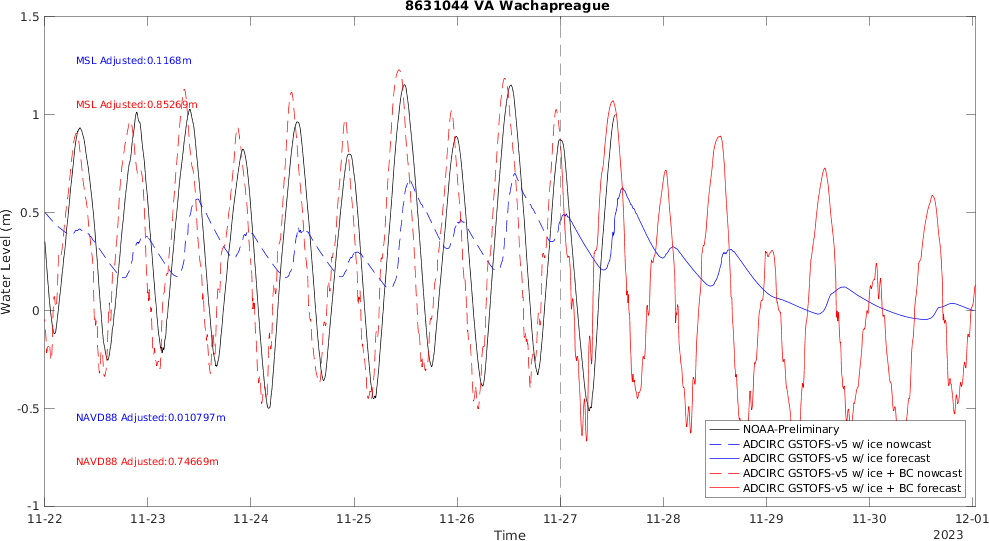 8631044 VA Wachapreague
1.5
1
0.5
0
-0.5
-1
Water Level (m)
MSL Adjusted:0.1168m
MSL Adjusted:0.85269m
NAVD88 Adjusted:0.010797m
NAVD88 Adjusted:0.74669m
NOAA-Preliminary
ADCIRC GSTOFS-v5 w/ ice nowcast
ADCIRC GSTOFS-v5 w/ ice forecast
ADCIRC GSTOFS-v5 w/ ice + BC nowcast
ADCIRC GSTOFS-v5 w/ ice + BC forecast
11-22 11-23 11-24 11-25 11-26 11-27 11-28 11-29 11-30 12-01
Time
2023